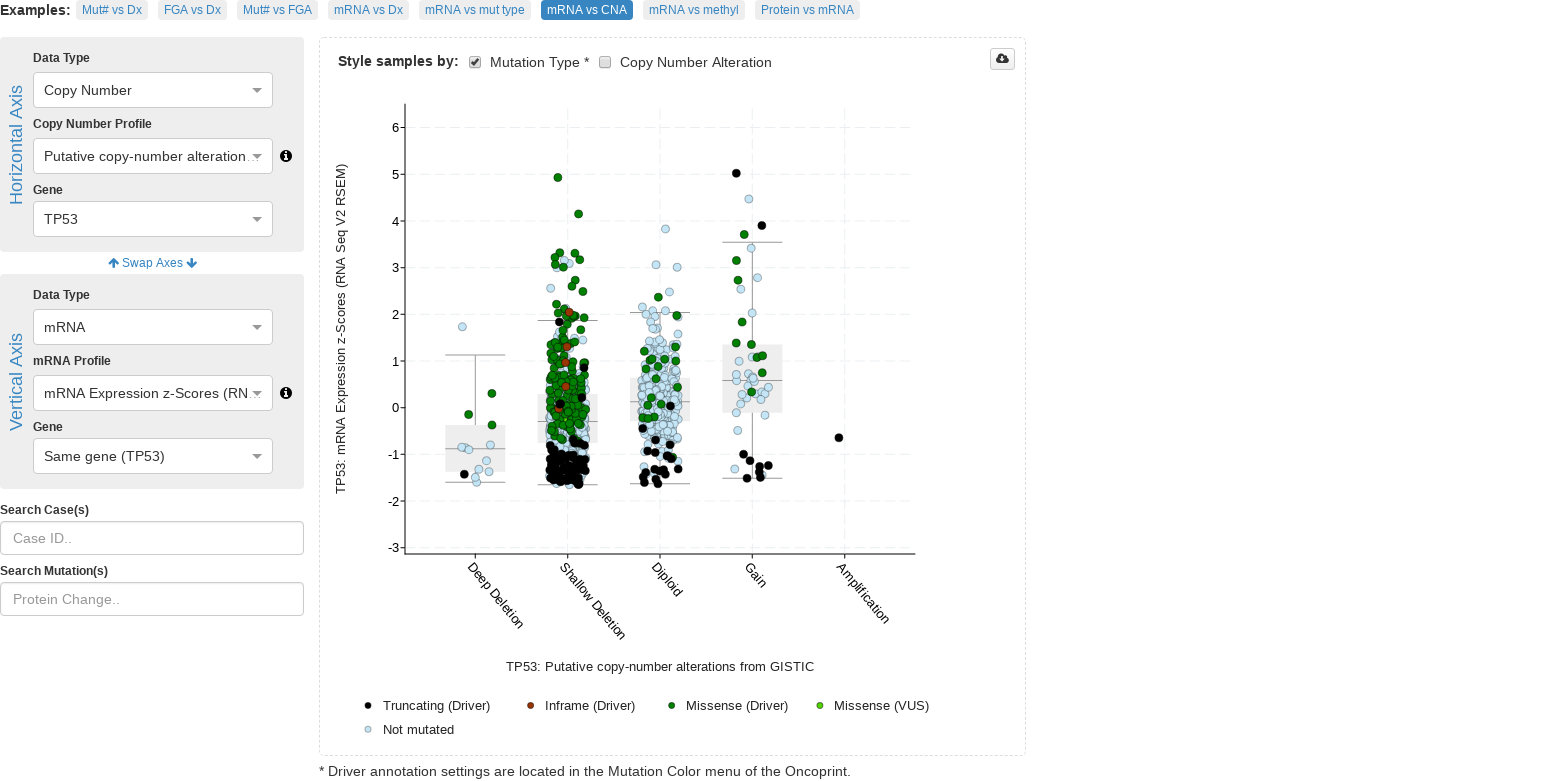 Examples: Mut# vs Dx FGA vs Dx Mut# vs FGA mRNA vs Dx mRNA vs mut type mRNA vs CNA mRNA vs methyl Protein vs mRNA
Horizontal Axis
Data Type
Copy Number
Copy Number Profile
Putative copy-number alteration…
Gene
TP53
Swap Axes
Vertical Axis
Data Type
mRNA
mRNA Profile
mRNA Expression z-Scores (RN…
Gene
Same gene (TP53)
Search Case(s)
Case ID..
Search Mutation(s)
Protein Change..
Style samples by: Mutation Type * Copy Number Alteration
TP53: mRNA Expression z-Scores (RNA Seq V2 RSEM)
6
5
4
3
2
1
0
-1
-2
-3
Deep Deletion
Shallow Deletion
Diploid
Gain
Amplification
TP53: Putative copy-number alterations from GISTIC
Truncating (Driver) Inframe (Driver) Missense (Driver) Missense (VUS)
Not mutated
* Driver annotation settings are located in the Mutation Color menu of the Oncoprint.